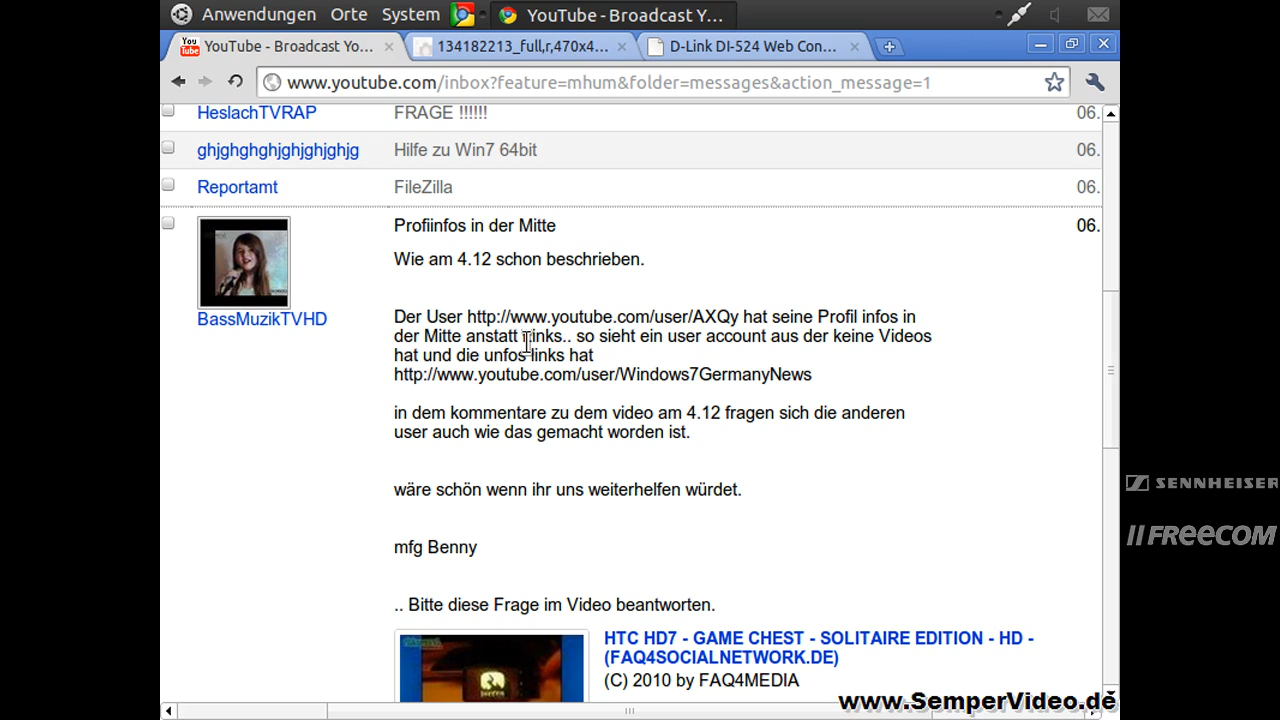 Anwendungen Orte System YouTube - Broadcast Y...
YouTube - Broadcast Yo... 134182213_full,r,470x4... D-Link DI-524 Web Con...
www.youtube.com/inbox?feature=mhum&folder=messages&action_message=1
HeslachTVRAP FRAGE !!!!!! 06.
ghjghghghjghjghjghjg Hilfe zu Win7 64bit 06.
Reportamt FileZilla 06.
Profiinfos in der Mitte 06.
Wie am 4.12 schon beschrieben.
BassMuzikTVHD
Der User http://www.youtube.com/user/AXQy hat seine Profil infos in
der Mitte anstatt links.. so sieht ein user account aus der keine Videos
hat und die unfos links hat
http://www.youtube.com/user/Windows7GermanyNews
in dem kommentare zu dem video am 4.12 fragen sich die anderen
user auch wie das gemacht worden ist.
wäre schön wenn ihr uns weiterhelfen würdet.
mfg Benny
.. Bitte diese Frage im Video beantworten.
HTC HD7 - GAME CHEST - SOLITAIRE EDITION - HD -
(FAQ4SOCIALNETWORK.DE)
(C) 2010 by FAQ4MEDIA
www.SemperVideo.de
SENNHEISER
FREECOM